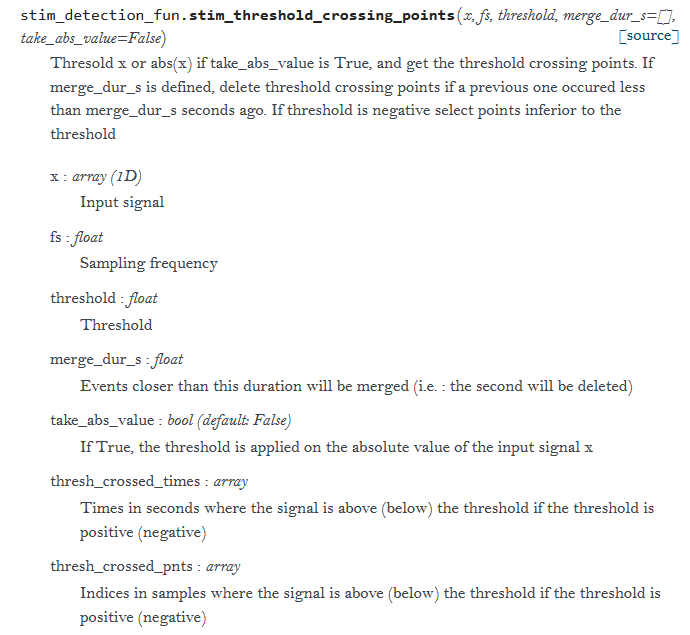 stim_detection_fun.stim_threshold_crossing_points(x, fs, threshold, merge_dur_s=[],
take_abs_value=False) [source]
Thresold x or abs(x) if take_abs_value is True, and get the threshold crossing points. If
merge_dur_s is defined, delete threshold crossing points if a previous one occured less
than merge_dur_s seconds ago. If threshold is negative select points inferior to the
threshold
x : array (1D)
Input signal
fs : float
Sampling frequency
threshold : float
Threshold
merge_dur_s : float
Events closer than this duration will be merged (i.e. : the second will be deleted)
take_abs_value : bool (default: False)
If True, the threshold is applied on the absolute value of the input signal x
thresh_crossed_times : array
Times in seconds where the signal is above (below) the threshold if the threshold is
positive (negative)
thresh_crossed_pnts : array
Indices in samples where the signal is above (below) the threshold if the threshold is
positive (negative)